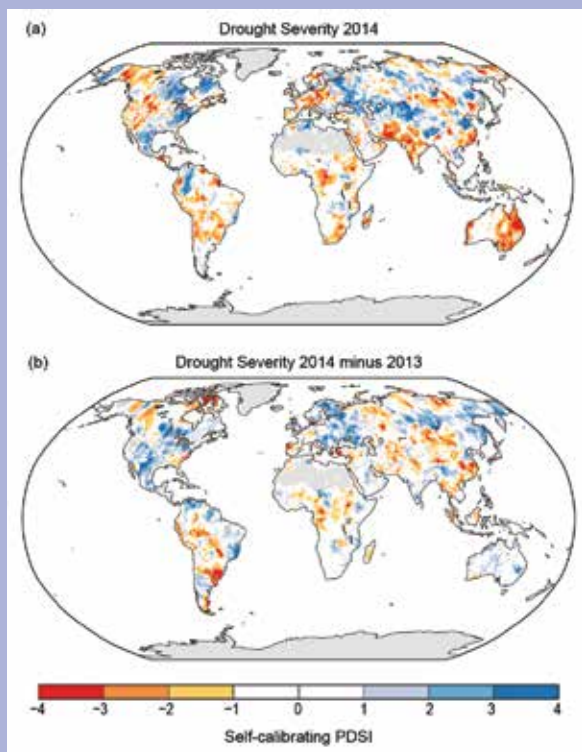 (a) Drought Severity 2014
(b) Drought Severity 2014 minus 2013
−4 −3 −2 −1 0 1 2 3 4
Self-calibrating PDSI